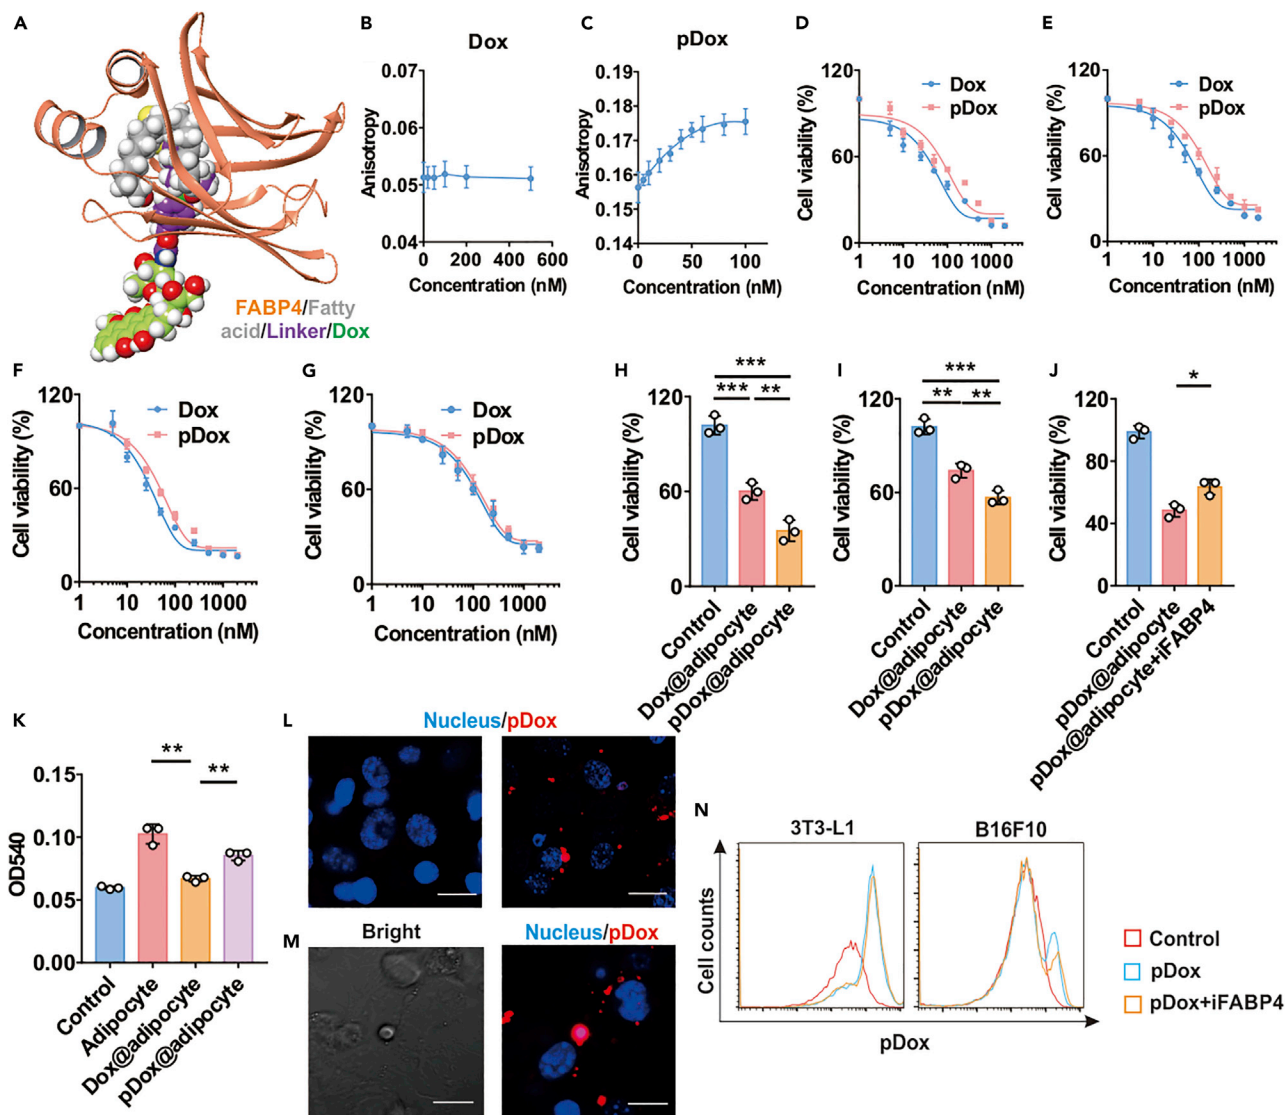 A
FABP4/Fatty
acid/Linker/Dox
B
Dox
Anisotropy
0.07
0.06
0.05
0.04
0 200 400 600
Concentration (nM)
C
pDox
Anisotropy
0.19
0.18
0.17
0.16
0.15
0.14
0 50 100
Concentration (nM)
D
Cell viability (%)
120
60
0
Dox
pDox
1 10 100 1000
Concentration (nM)
E
Cell viability (%)
120
60
0
Dox
pDox
1 10 100 1000
Concentration (nM)
F
Cell viability (%)
120
60
0
Dox
pDox
1 10 100 1000
Concentration (nM)
G
Cell viability (%)
120
60
0
Dox
pDox
1 10 100 1000
Concentration (nM)
H
Cell viability (%)
120
60
0
***
*** **
Control
Dox@adipocyte
pDox@adipocyte
I
Cell viability (%)
120
60
0
***
** **
Control
Dox@adipocyte
pDox@adipocyte
J
Cell viability (%)
120
80
40
0
*
Control
pDox@adipocyte
pDox@adipocyte+iFABP4
K
OD540
0.15
0.10
0.05
0.00
**
**
Control
Adipocyte
Dox@adipocyte
pDox@adipocyte
L
Nucleus/pDox
M
Bright
Nucleus/pDox
N
3T3-L1
B16F10
Cell counts
pDox
Control
pDox
pDox+iFABP4